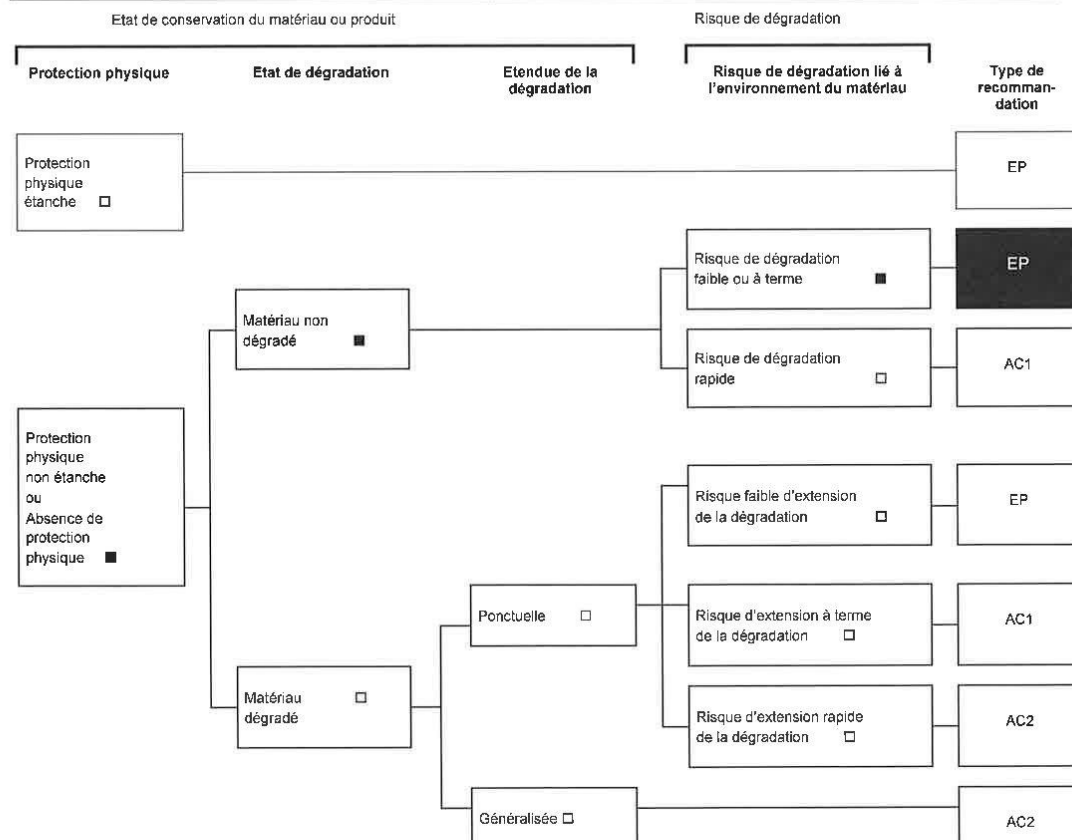 Etat de conservation du matériau ou produit
Risque de dégradation
Protection physique
Etat de dégradation
Etendue de la
dégradation
Risque de dégradation lié à
l'environnement du matériau
Type de
recomman-
dation
Protection
physique
étanche
EP
Risque de dégradation
faible ou à terme
EP
Matériau non
dégradé
Risque de dégradation
rapide
AC1
Protection
physique
non étanche
ou
Absence de
protection
physique
Risque faible d'extension
de la dégradation
EP
Ponctuelle
Risque d'extension à terme
de la dégradation
AC1
Matériau
dégradé
Risque d'extension rapide
de la dégradation
AC2
Généralisée
AC2